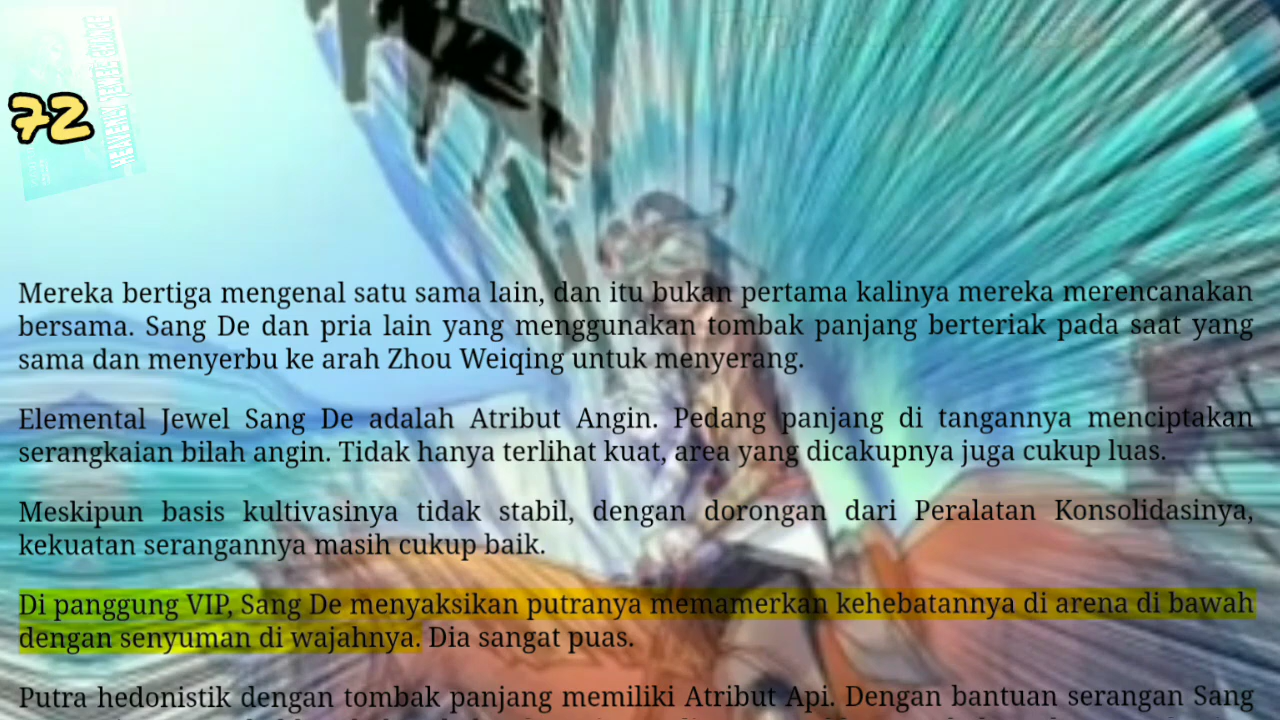 72
HEAVENLY JEWEL CHANGE
Mereka bertiga mengenal satu sama lain, dan itu bukan pertama kalinya mereka merencanakan
bersama. Sang De dan pria lain yang menggunakan tombak panjang berteriak pada saat yang
sama dan menyerbu ke arah Zhou Weiqing untuk menyerang.
Elemental Jewel Sang De adalah Atribut Angin. Pedang panjang di tangannya menciptakan
serangkaian bilah angin. Tidak hanya terlihat kuat, area yang dicakupnya juga cukup luas.
Meskipun basis kultivasinya tidak stabil, dengan dorongan dari Peralatan Konsolidasinya,
kekuatan serangannya masih cukup baik.
Di panggung VIP, Sang De menyaksikan putranya memamerkan kehebatannya di arena di bawah
dengan senyuman di wajahnya. Dia sangat puas.
Putra hedonistik dengan tombak panjang memiliki Atribut Api. Dengan bantuan serangan Sang